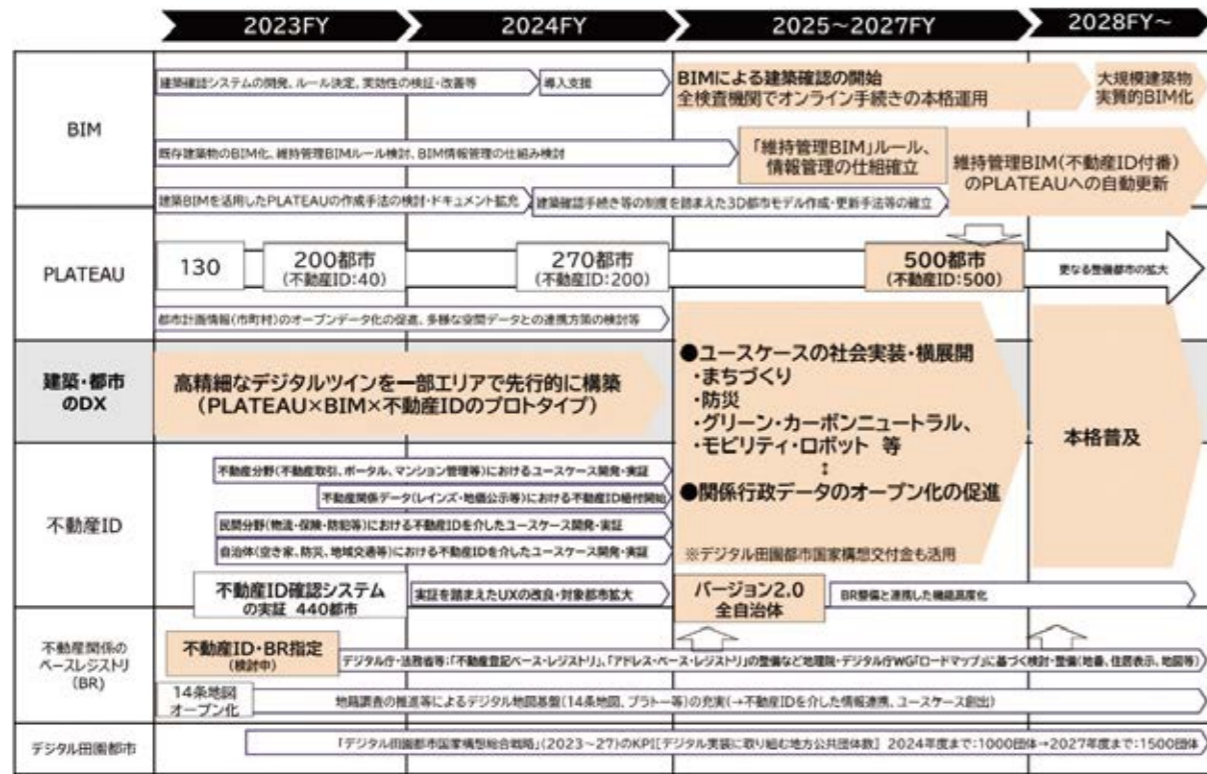 2023FY
2024FY
2025～2027FY
2028FY～
BIM
建築確認システムの開発、ルール決定、実効性の検証・改善等
導入支援
BIMによる建築確認の開始
全検査機関でオンライン手続きの本格運用
大規模建築物
実質的BIM化
既存建築物のBIM化、維持管理BIMルール検討、BIM情報管理の仕組み検討
「維持管理BIM」ルール、
情報管理の仕組確立
維持管理BIM(不動産ID付番)
のPLATEAUへの自動更新
建築BIMを活用したPLATEAUの作成手法の検討・ドキュメント拡充
建築確認手続き等の制度を踏まえた3D都市モデル作成・更新手法等の確立
PLATEAU
130
200都市
(不動産ID:40)
270都市
(不動産ID:200)
500都市
(不動産ID:500)
更なる整備都市の拡大
都市計画情報(市町村)のオープンデータ化の促進、多様な空間データとの連携方策の検討等
建築・都市
のDX
高精細なデジタルツインを一部エリアで先行的に構築
(PLATEAU×BIM×不動産IDのプロトタイプ)
●ユースケースの社会実装・横展開
・まちづくり
・防災
・グリーン・カーボンニュートラル、
・モビリティ・ロボット 等
↕
●関係行政データのオープン化の促進
※デジタル田園都市国家構想交付金も活用
本格普及
不動産ID
不動産分野(不動産取引、ポータル、マンション管理等)におけるユースケース開発・実証
不動産関係データ(レインズ・地価公示等)における不動産ID紐付開始
民間分野(物流・保険・防犯等)における不動産IDを介したユースケース開発・実証
自治体(空き家、防災、地域交通等)における不動産IDを介したユースケース開発・実証
不動産ID確認システム
の実証 440都市
実証を踏まえたUXの改良・対象都市拡大
バージョン2.0
全自治体
BR整備と連携した機能高度化
不動産関係の
ベースレジストリ
(BR)
不動産ID・BR指定
(検討中)
デジタル庁・法務省等:「不動産登記ベース・レジストリ」、「アドレス・ベース・レジストリ」の整備など地理院・デジタル庁WG「ロードマップ」に基づく検討・整備(地番、住居表示、地図等)
14条地図
オープン化
地籍調査の推進等によるデジタル地図基盤(14条地図、プラトー等)の充実(→不動産IDを介した情報連携、ユースケース創出)
デジタル田園都市
「デジタル田園都市国家構想総合戦略」(2023～27)のKPI[デジタル実装に取り組む地方公共団体数] 2024年度まで:1000団体→2027年度まで:1500団体